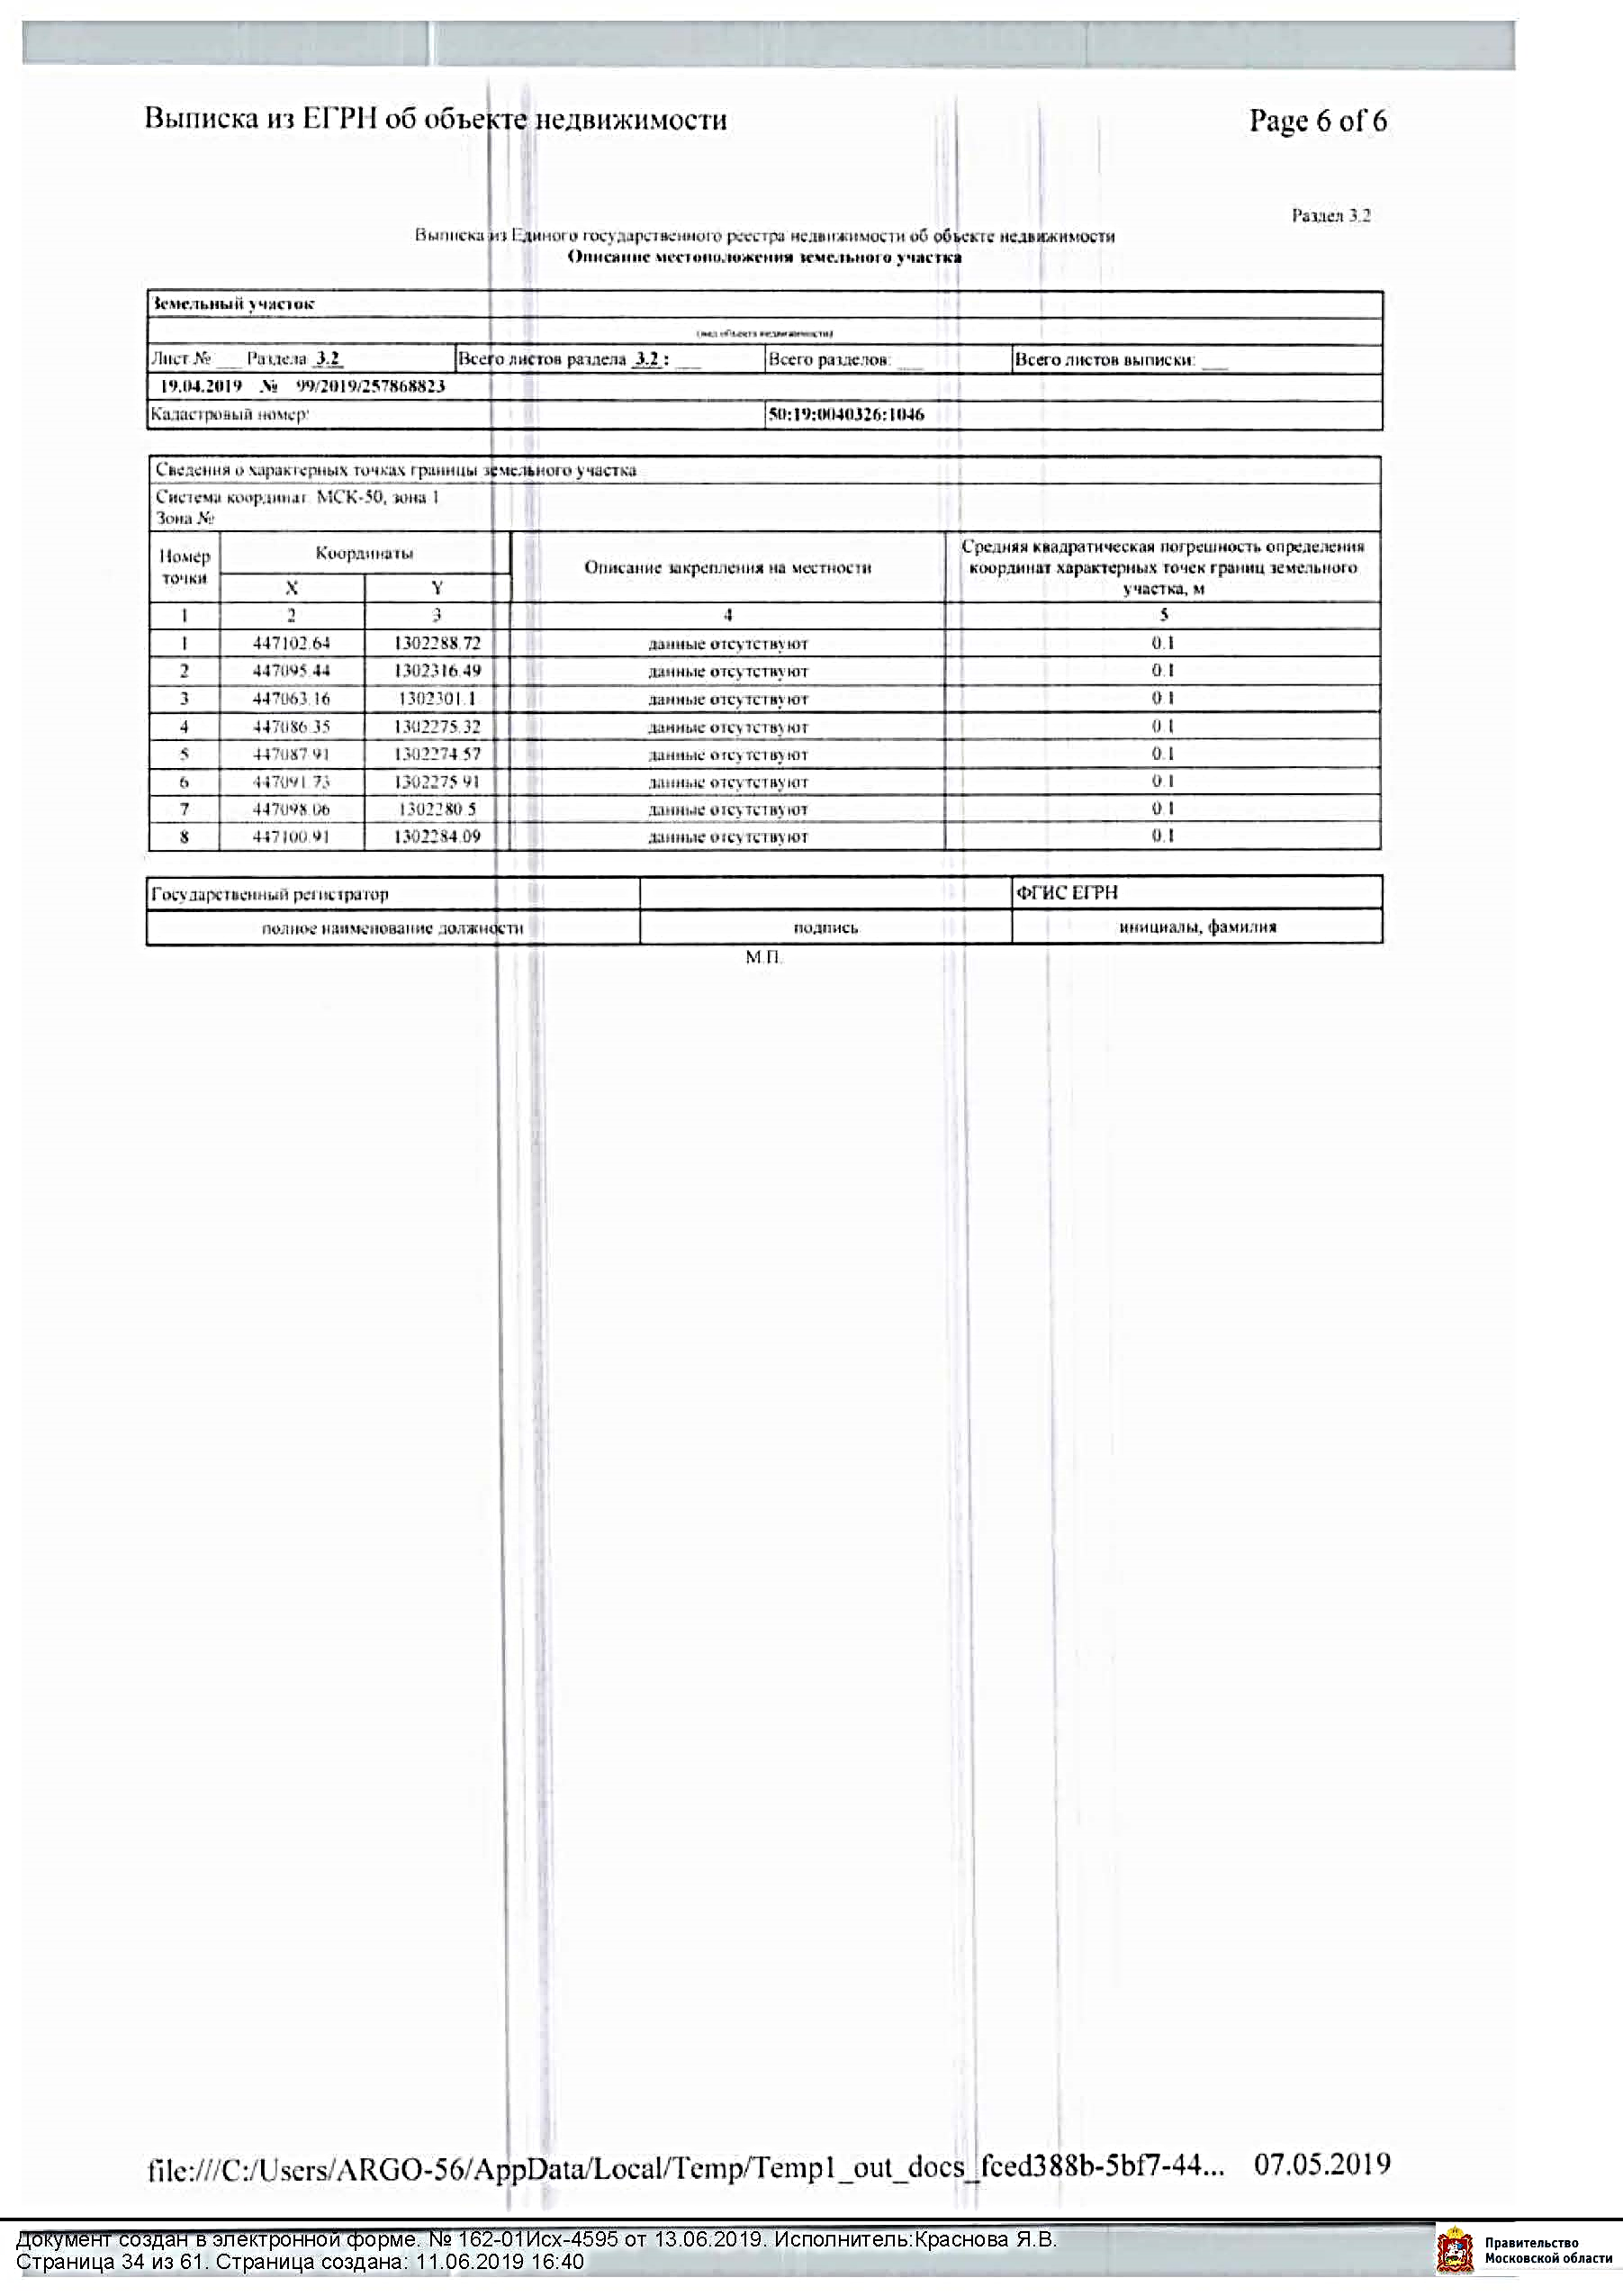 Выписка из ЕГРН об объекте недвижимости Page 6 of 6
Раздел 3.2
Выписка из Единого государственного реестра недвижимости об объекте недвижимости
Описание местоположения земельного участка
Земельный участок
(вид объекта недвижимости)
Лист № ___ Раздела 3.2 Всего листов раздела 3.2 : ___ Всего разделов: ___ Всего листов выписки: ___
19.04.2019 № 99/2019/257868823
Кадастровый номер: 50:19:0040326:1046
Сведения о характерных точках границы земельного участка
Система координат МСК-50, зона 1
Зона №
Номер точки Координаты Описание закрепления на местности Средняя квадратическая погрешность определения координат характерных точек границ земельного участка, м
X Y
1 2 3 4 5
1 447102.64 1302288.72 данные отсутствуют 0.1
2 447095.44 1302316.49 данные отсутствуют 0.1
3 447063.16 1302301.1 данные отсутствуют 0.1
4 447086.35 1302275.32 данные отсутствуют 0.1
5 447087.91 1302274.57 данные отсутствуют 0.1
6 447091.73 1302275.91 данные отсутствуют 0.1
7 447098.06 1302280.5 данные отсутствуют 0.1
8 447100.91 1302284.09 данные отсутствуют 0.1
Государственный регистратор ФГИС ЕГРН
полное наименование должности подпись инициалы, фамилия
М.П.
file:///C:/Users/ARGO-56/AppData/Local/Temp/Temp1_out_docs_fced388b-5bf7-44... 07.05.2019
Документ создан в электронной форме. № 162-01Исх-4595 от 13.06.2019. Исполнитель:Краснова Я.В.
Страница 34 из 61. Страница создана: 11.06.2019 16:40
Правительство
Московской области